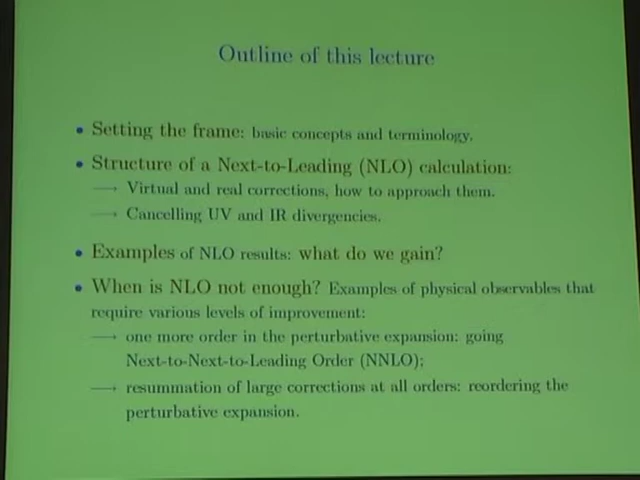 Outline of this lecture
• Setting the frame: basic concepts and terminology.
• Structure of a Next-to-Leading (NLO) calculation:
→ Virtual and real corrections, how to approach them.
→ Cancelling UV and IR divergencies.
• Examples of NLO results: what do we gain?
• When is NLO not enough? Examples of physical observables that
require various levels of improvement:
→ one more order in the perturbative expansion: going
Next-to-Next-to-Leading Order (NNLO);
→ resummation of large corrections at all orders: reordering the
perturbative expansion.